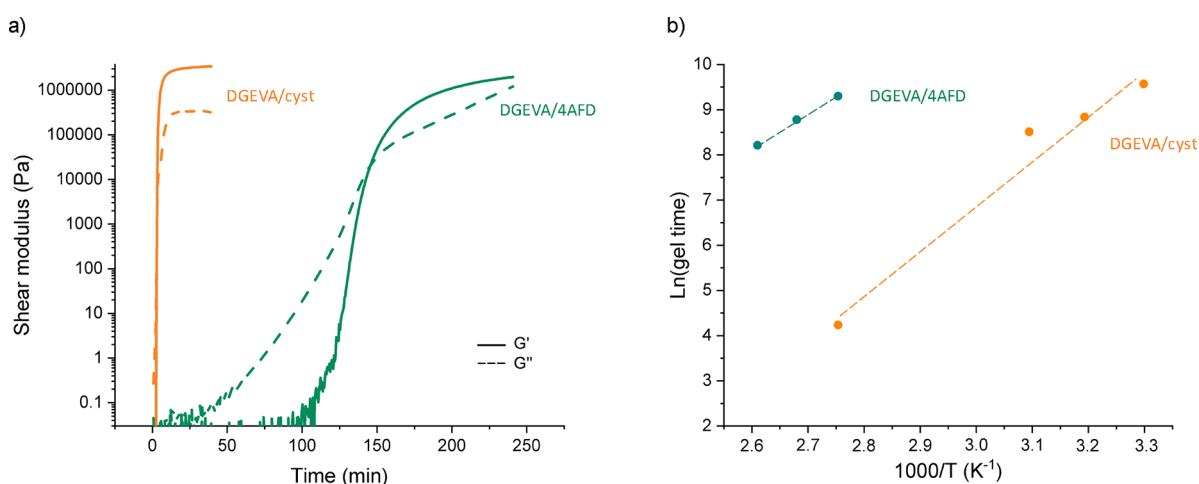 a)
Shear modulus (Pa)
1000000
100000
10000
1000
100
10
1
0.1
DGEVA/cyst
DGEVA/4AFD
G'
G"
0
50
100
150
200
250
Time (min)
b)
Ln(gel time)
10
9
8
7
6
5
4
3
2
DGEVA/4AFD
DGEVA/cyst
2.6
2.7
2.8
2.9
3.0
3.1
3.2
3.3
1000/T (K⁻¹)